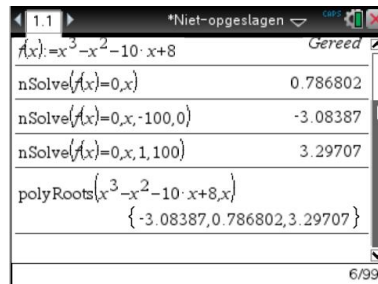 1.1 *Niet-opgeslagen CAPS
f(x):=x³−x²−10·x+8 Gereed
nSolve(f(x)=0,x) 0.786802
nSolve(f(x)=0,x,-100,0) -3.08387
nSolve(f(x)=0,x,1,100) 3.29707
polyRoots(x³−x²−10·x+8,x)
{-3.08387,0.786802,3.29707}
6/99